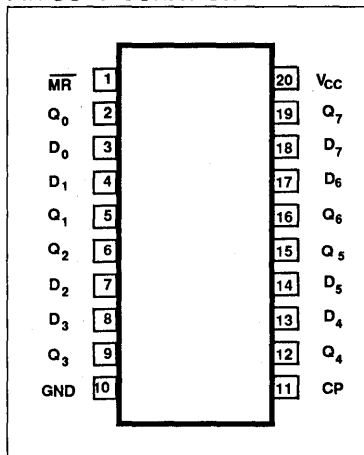 M̅R̅ 1 20 VCC
Q0 2 19 Q7
D0 3 18 D7
D1 4 17 D6
Q1 5 16 Q6
Q2 6 15 Q5
D2 7 14 D5
D3 8 13 D4
Q3 9 12 Q4
GND 10 11 CP